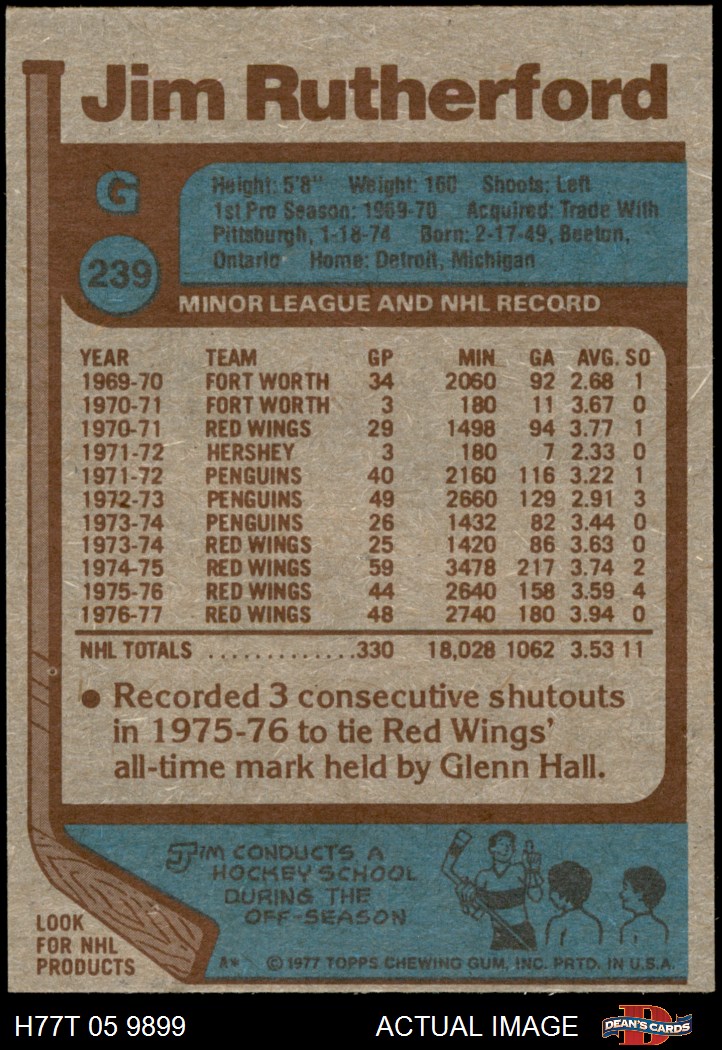 Jim Rutherford
G
239
Height: 5'8" Weight: 160 Shoots: Left
1st Pro Season: 1969-70 Acquired: Trade With
Pittsburgh, 1-18-74 Born: 2-17-49, Beeton,
Ontario Home: Detroit, Michigan
MINOR LEAGUE AND NHL RECORD
YEAR TEAM GP MIN GA AVG. SO
1969-70 FORT WORTH 34 2060 92 2.68 1
1970-71 FORT WORTH 3 180 11 3.67 0
1970-71 RED WINGS 29 1498 94 3.77 1
1971-72 HERSHEY 3 180 7 2.33 0
1971-72 PENGUINS 40 2160 116 3.22 1
1972-73 PENGUINS 49 2660 129 2.91 3
1973-74 PENGUINS 26 1432 82 3.44 0
1973-74 RED WINGS 25 1420 86 3.63 0
1974-75 RED WINGS 59 3478 217 3.74 2
1975-76 RED WINGS 44 2640 158 3.59 4
1976-77 RED WINGS 48 2740 180 3.94 0
NHL TOTALS .............330 18,028 1062 3.53 11
● Recorded 3 consecutive shutouts
in 1975-76 to tie Red Wings'
all-time mark held by Glenn Hall.
JIM CONDUCTS A
HOCKEY SCHOOL
DURING THE
OFF-SEASON
LOOK
FOR NHL
PRODUCTS
A* © 1977 TOPPS CHEWING GUM, INC. PRTD. IN U.S.A.
H77T 05 9899 ACTUAL IMAGE D DEAN'S CARDS